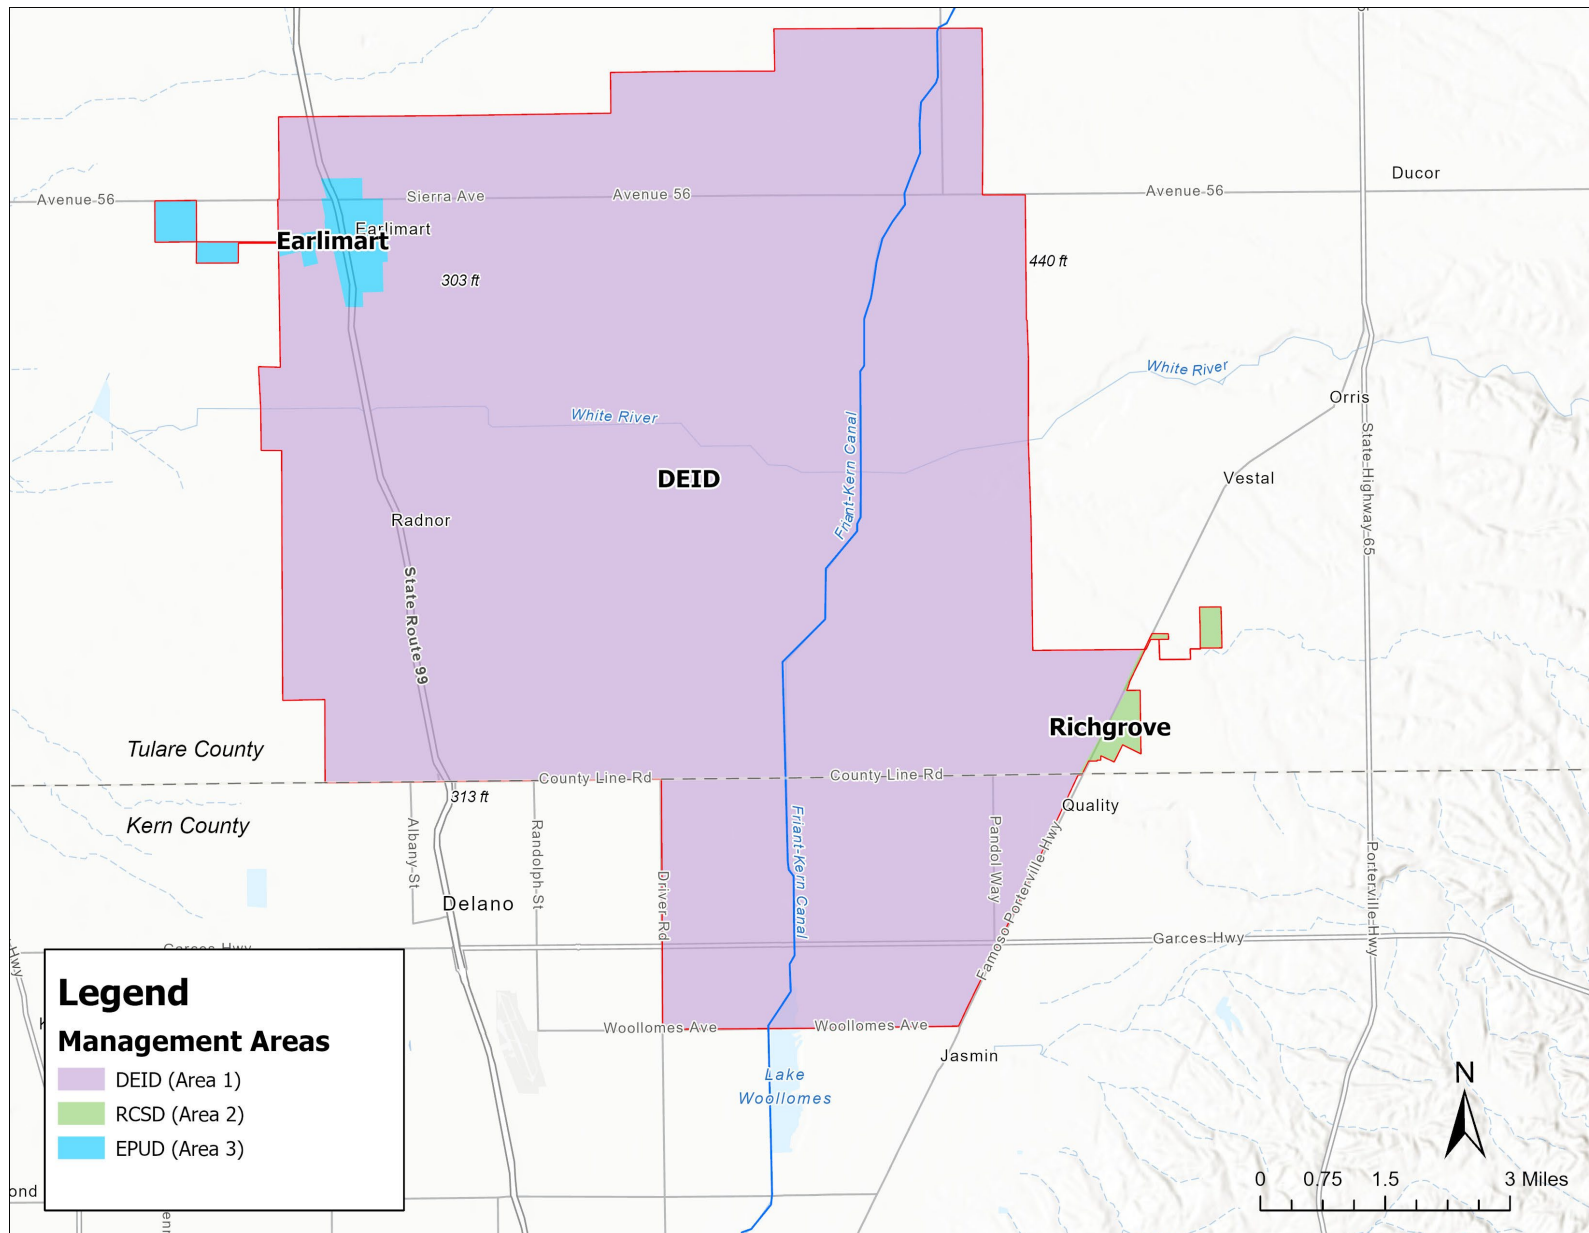 Ducor
Avenue 56
Sierra Ave
Avenue 56
Avenue 56
Earlimart
Earlimart
303 ft
440 ft
White River
White River
Orris
Friant-Kern Canal
State Highway 65
DEID
Vestal
Radnor
State Route 99
Richgrove
Tulare County
County Line Rd
County Line Rd
313 ft
Quality
Kern County
Albany St
Randolph St
Driver Rd
Friant-Kern Canal
Pandol Way
Famoso Porterville Hwy
Porterville Hwy
Delano
Garces Hwy
Garces Hwy
Hwy
Woollomes Ave
Woollomes Ave
Jasmin
Lake
Woollomes
Legend
Management Areas
DEID (Area 1)
RCSD (Area 2)
EPUD (Area 3)
N
0 0.75 1.5 3 Miles
ond